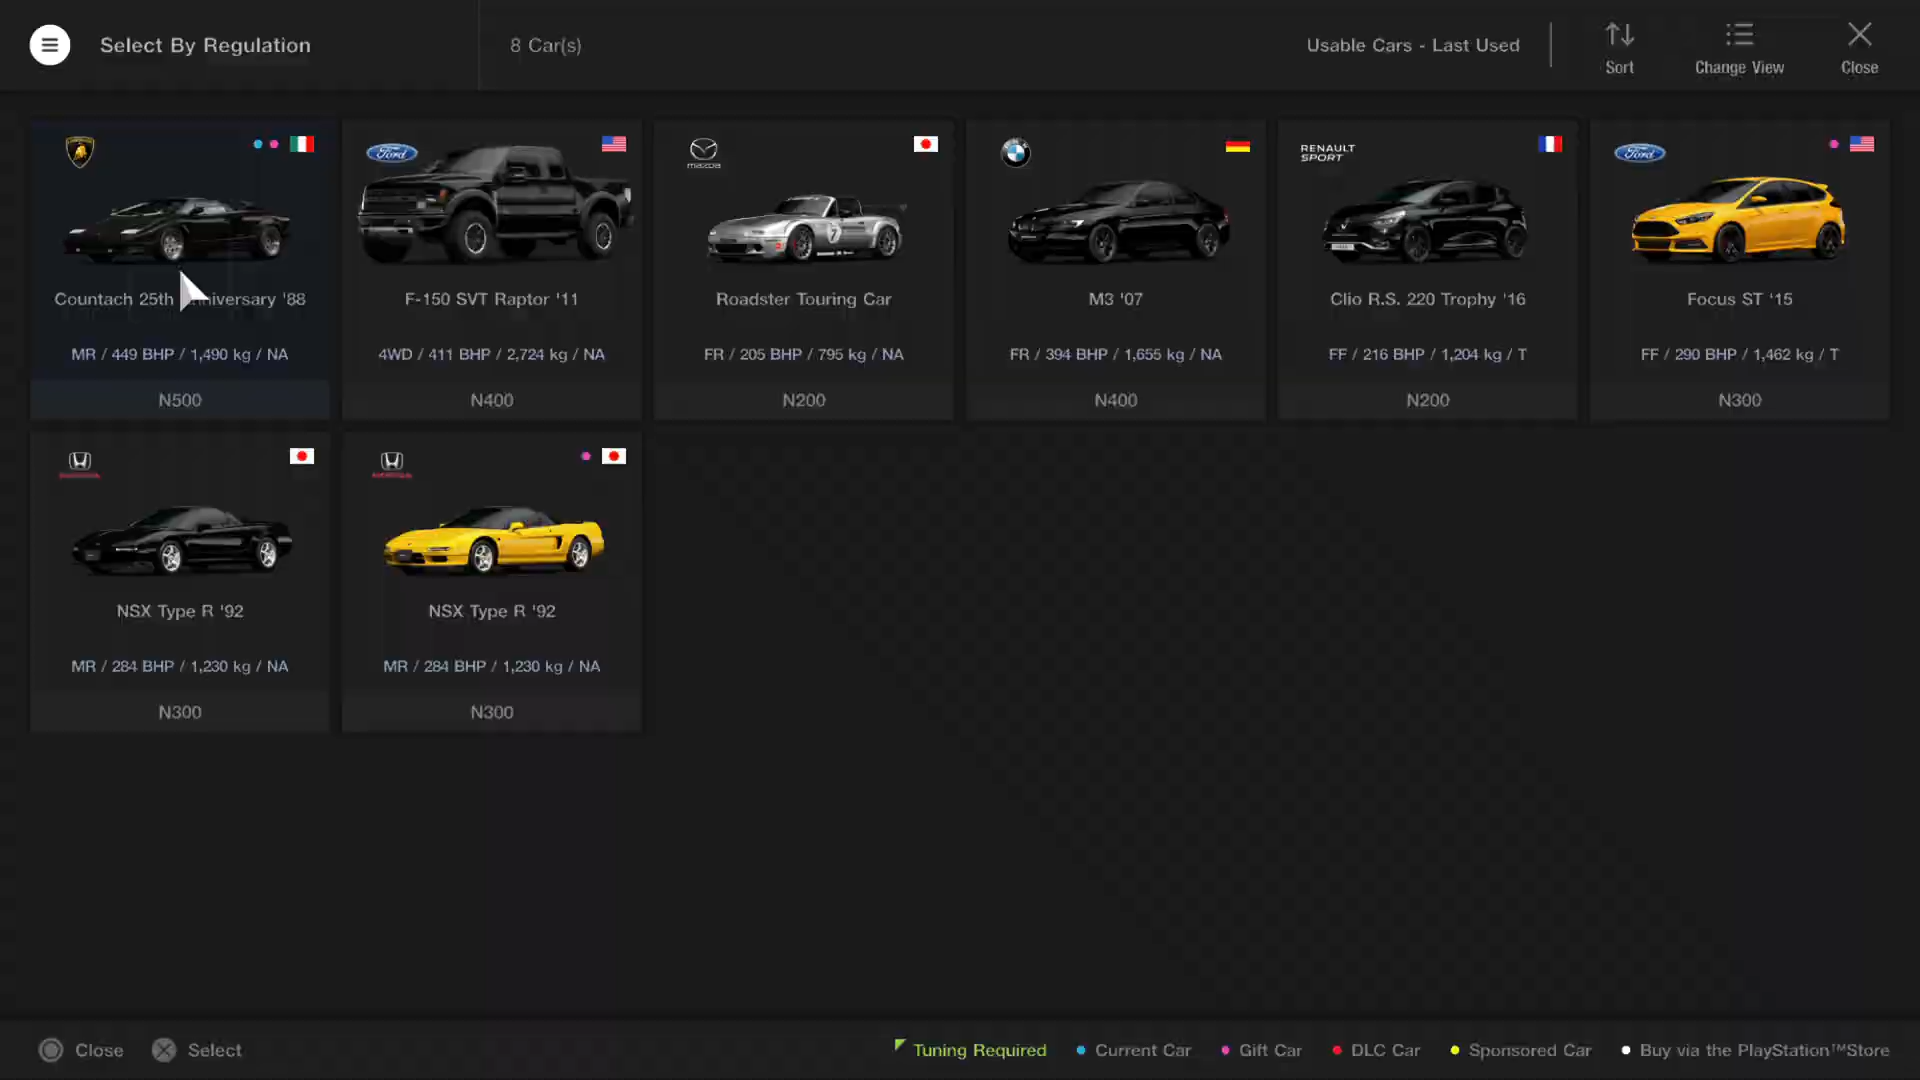 Select By Regulation
8 Car(s)
Usable Cars - Last Used
Sort
Change View
Close
Ford
mazda
RENAULT
SPORT
Ford
7
Countach 25th Anniversary '88
F-150 SVT Raptor '11
Roadster Touring Car
M3 '07
Clio R.S. 220 Trophy '16
Focus ST '15
MR / 449 BHP / 1,490 kg / NA
4WD / 411 BHP / 2,724 kg / NA
FR / 205 BHP / 795 kg / NA
FR / 394 BHP / 1,655 kg / NA
FF / 216 BHP / 1,204 kg / T
FF / 290 BHP / 1,462 kg / T
N500
N400
N200
N400
N200
N300
NSX Type R '92
NSX Type R '92
MR / 284 BHP / 1,230 kg / NA
MR / 284 BHP / 1,230 kg / NA
N300
N300
Close
Select
Tuning Required
Current Car
Gift Car
DLC Car
Sponsored Car
Buy via the PlayStation™Store